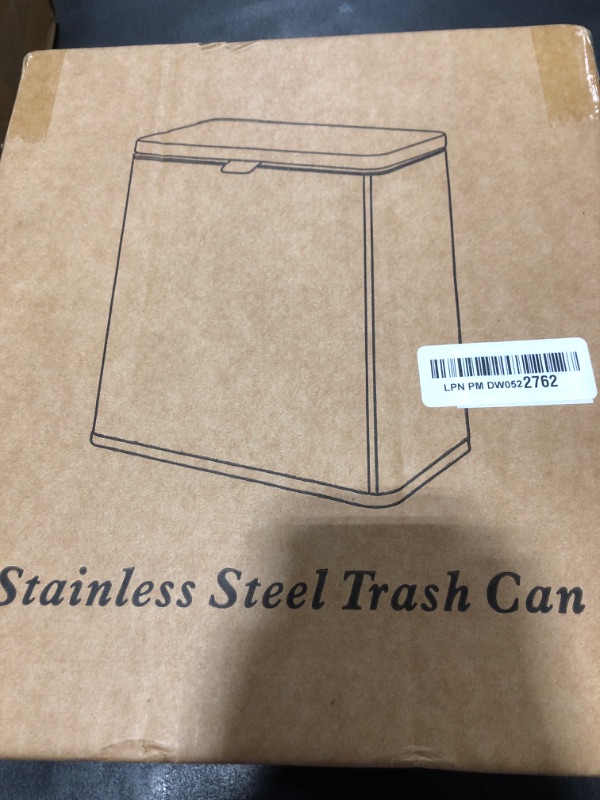 LPN PM DW0522762
Stainless Steel Trash Can